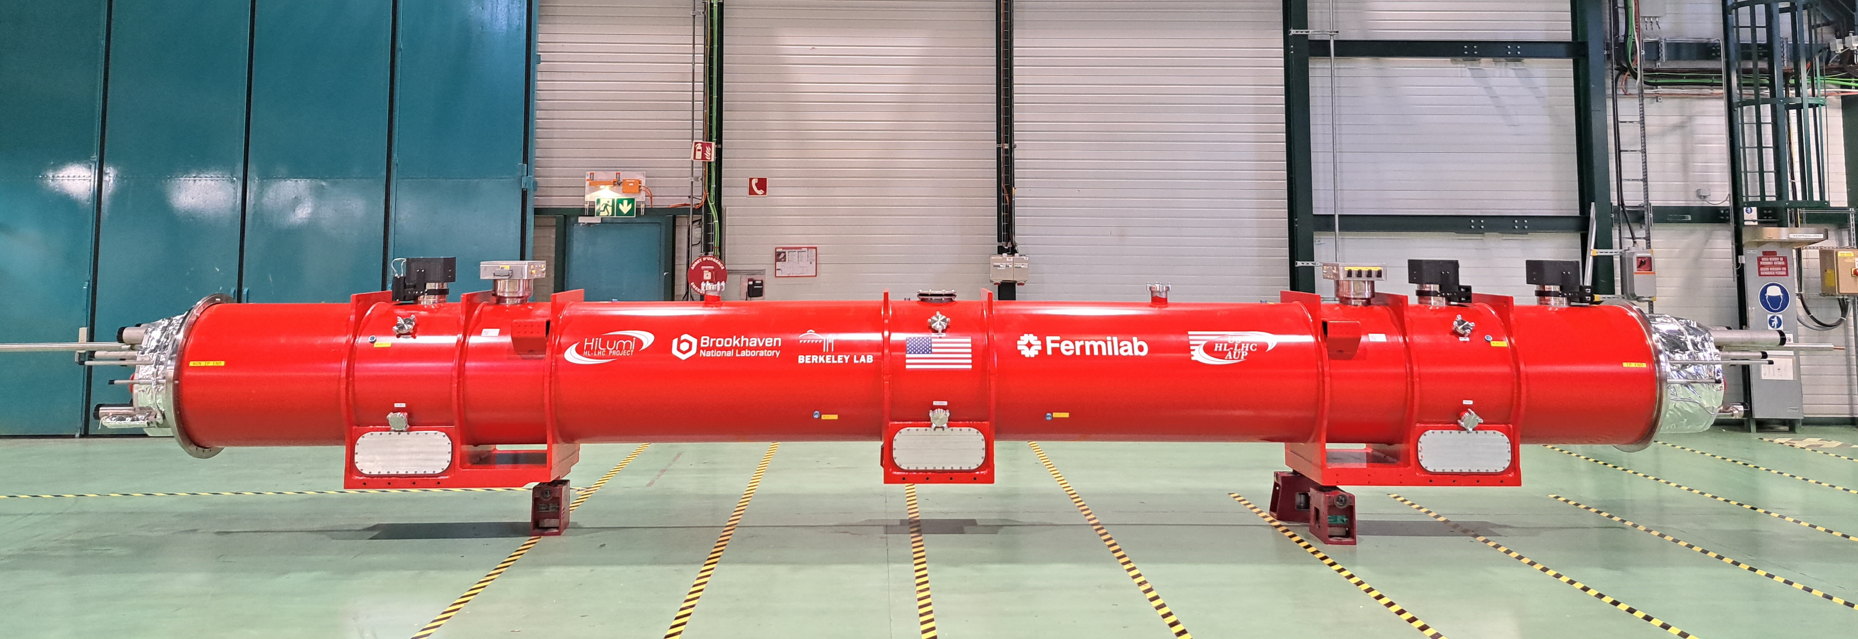 HiLumi
HL-LHC PROJECT
Brookhaven
National Laboratory
BERKELEY LAB
Fermilab
HL-LHC
AUP